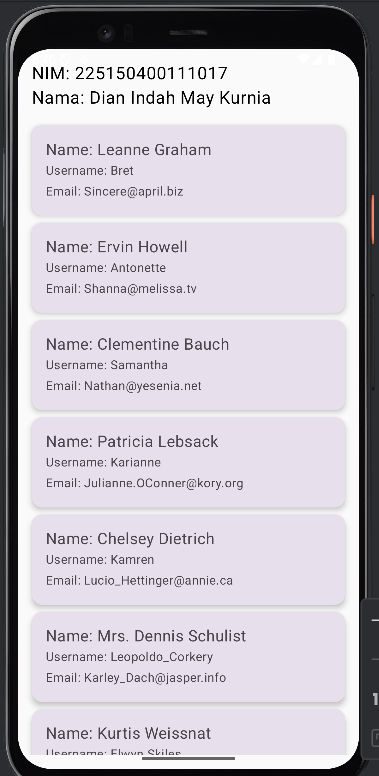 NIM: 225150400111017
Nama: Dian Indah May Kurnia
Name: Leanne Graham
Username: Bret
Email: Sincere@april.biz
Name: Ervin Howell
Username: Antonette
Email: Shanna@melissa.tv
Name: Clementine Bauch
Username: Samantha
Email: Nathan@yesenia.net
Name: Patricia Lebsack
Username: Karianne
Email: Julianne.OConner@kory.org
Name: Chelsey Dietrich
Username: Kamren
Email: Lucio_Hettinger@annie.ca
Name: Mrs. Dennis Schulist
Username: Leopoldo_Corkery
Email: Karley_Dach@jasper.info
Name: Kurtis Weissnat
Username: Elwyn.Skiles